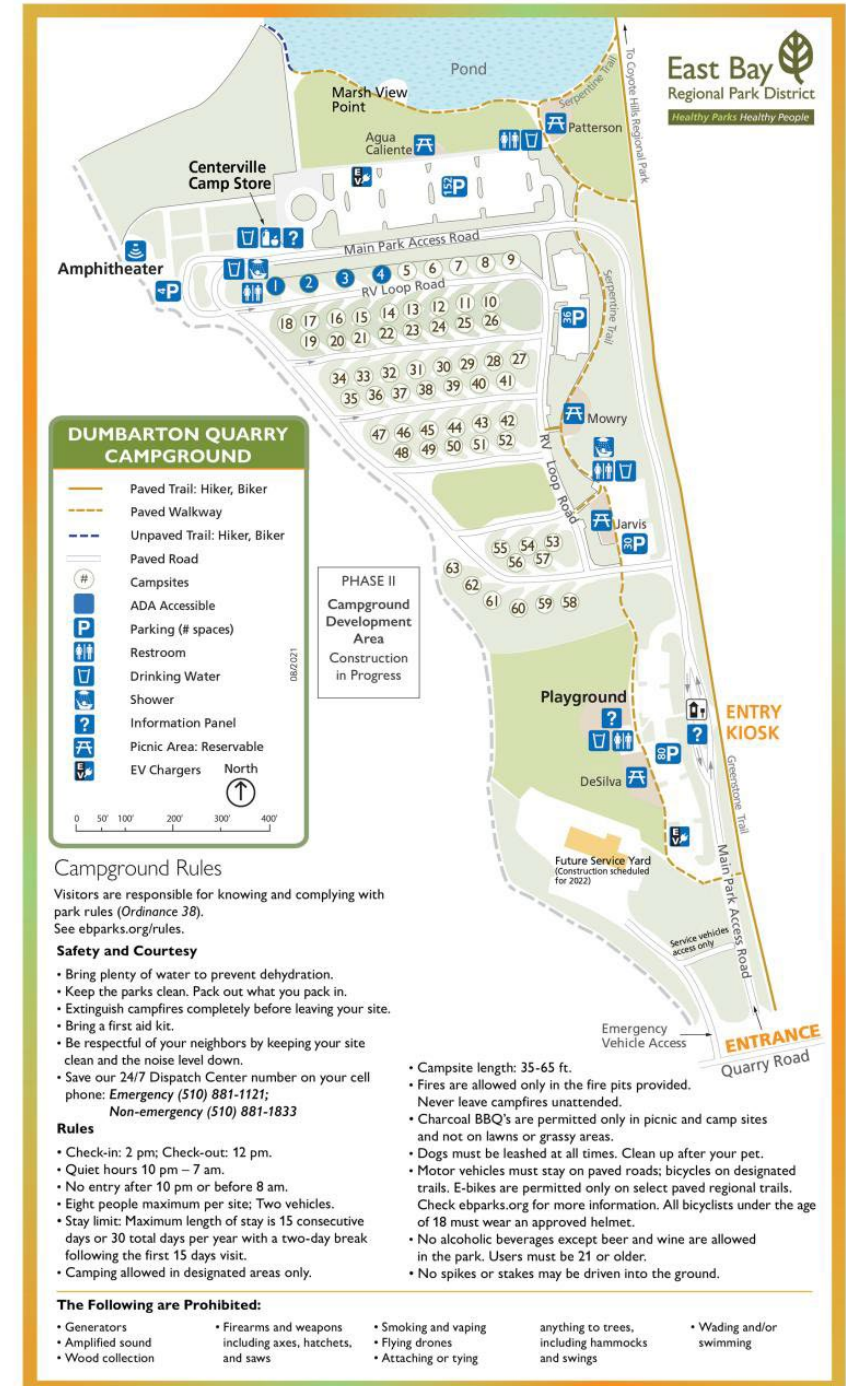 Pond
East Bay
Regional Park District
Healthy Parks Healthy People
To Coyote Hills Regional Park
Serpentine Trail
Marsh View
Point
Patterson
Agua
Caliente
EV
152 P
Centerville
Camp Store
?
Main Park Access Road
Amphitheater
4 P
1 2 3 4 5 6 7 8 9
RV Loop Road
18 17 16 15 14 13 12 11 10
19 20 21 22 23 24 25 26
36 P
Serpentine Trail
34 33 32 31 30 29 28 27
35 36 37 38 39 40 41
Mowry
47 46 45 44 43 42
48 49 50 51 52
RV Loop Road
Jarvis
30 P
55 54 53
56 57
63
62
61 60 59 58
DUMBARTON QUARRY
CAMPGROUND
Paved Trail: Hiker, Biker
Paved Walkway
Unpaved Trail: Hiker, Biker
Paved Road
# Campsites
ADA Accessible
P Parking (# spaces)
Restroom
Drinking Water
Shower
? Information Panel
Picnic Area: Reservable
EV EV Chargers
North
0 50' 100' 200' 300' 400'
08/2021
PHASE II
Campground
Development
Area
Construction
in Progress
Playground
?
ENTRY
KIOSK
?
80 P
DeSilva
Greenstone Trail
EV
Future Service Yard
(Construction scheduled
for 2022)
Main Park Access Road
Service vehicles
access only
Emergency
Vehicle Access
ENTRANCE
Quarry Road
Campground Rules
Visitors are responsible for knowing and complying with
park rules (Ordinance 38).
See ebparks.org/rules.
Safety and Courtesy
• Bring plenty of water to prevent dehydration.
• Keep the parks clean. Pack out what you pack in.
• Extinguish campfires completely before leaving your site.
• Bring a first aid kit.
• Be respectful of your neighbors by keeping your site
clean and the noise level down.
• Save our 24/7 Dispatch Center number on your cell
phone: Emergency (510) 881-1121;
Non-emergency (510) 881-1833
Rules
• Check-in: 2 pm; Check-out: 12 pm.
• Quiet hours 10 pm – 7 am.
• No entry after 10 pm or before 8 am.
• Eight people maximum per site; Two vehicles.
• Stay limit: Maximum length of stay is 15 consecutive
days or 30 total days per year with a two-day break
following the first 15 days visit.
• Camping allowed in designated areas only.
• Campsite length: 35-65 ft.
• Fires are allowed only in the fire pits provided.
Never leave campfires unattended.
• Charcoal BBQ's are permitted only in picnic and camp sites
and not on lawns or grassy areas.
• Dogs must be leashed at all times. Clean up after your pet.
• Motor vehicles must stay on paved roads; bicycles on designated
trails. E-bikes are permitted only on select paved regional trails.
Check ebparks.org for more information. All bicyclists under the age
of 18 must wear an approved helmet.
• No alcoholic beverages except beer and wine are allowed
in the park. Users must be 21 or older.
• No spikes or stakes may be driven into the ground.
The Following are Prohibited:
• Generators
• Amplified sound
• Wood collection
• Firearms and weapons
including axes, hatchets,
and saws
• Smoking and vaping
• Flying drones
• Attaching or tying
anything to trees,
including hammocks
and swings
• Wading and/or
swimming